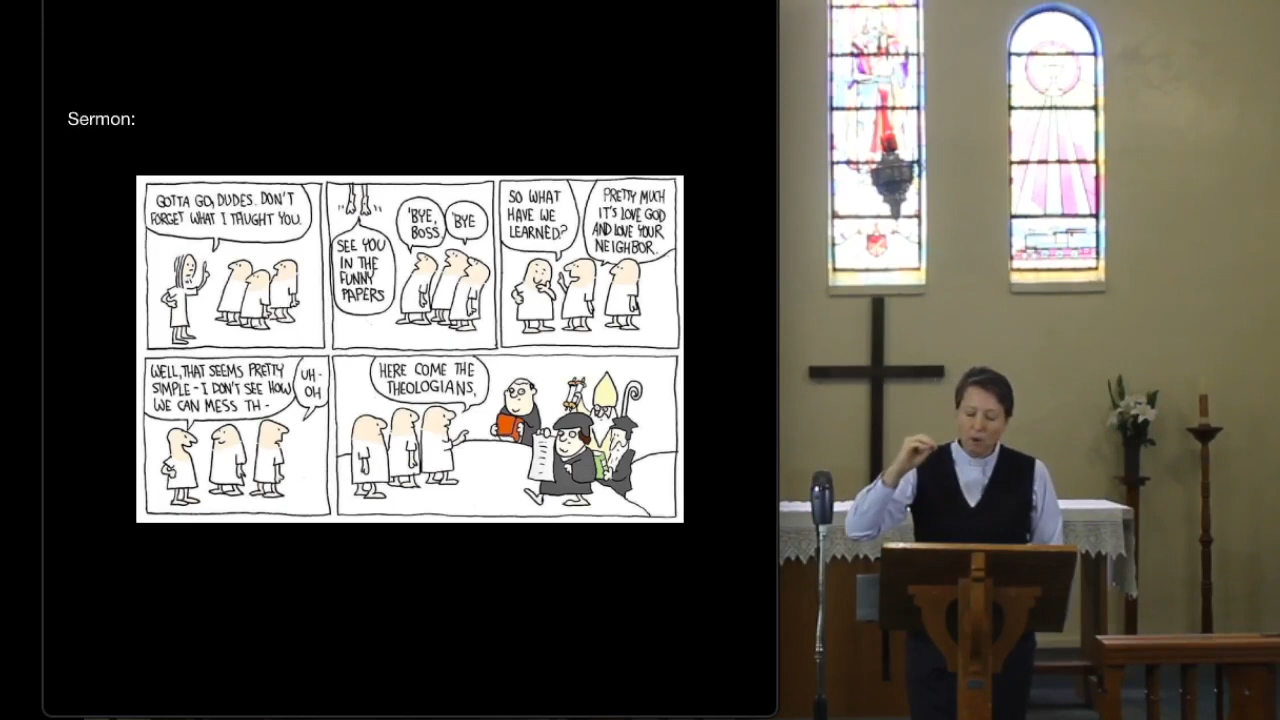 Sermon:
GOTTA GO, DUDES. DON'T
FORGET WHAT I TAUGHT YOU.
SEE YOU
IN THE
FUNNY
PAPERS
'BYE,
BOSS.
'BYE
SO WHAT
HAVE WE
LEARNED?
PRETTY MUCH
IT'S LOVE GOD
AND LOVE YOUR
NEIGHBOR.
WELL, THAT SEEMS PRETTY
SIMPLE - I DON'T SEE HOW
WE CAN MESS TH -
UH-
OH
HERE COME THE
THEOLOGIANS.